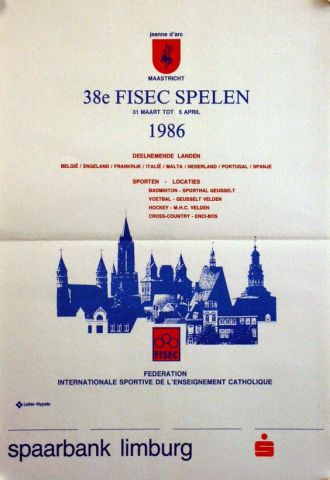 jeanne d'arc
MAASTRICHT
38e FISEC SPELEN
31 MAART TOT 5 APRIL
1986
DEELNEMENDE LANDEN
BELGIË / ENGELAND / FRANKRIJK / ITALIË / MALTA / NEDERLAND / PORTUGAL / SPANJE
SPORTEN - LOCATIES
BADMINTON - SPORTHAL GEUSSELT
VOETBAL - GEUSSELT VELDEN
HOCKEY - M.H.C. VELDEN
CROSS-COUNTRY - ENCI-BOS
FISEC
FEDERATION
INTERNATIONALE SPORTIVE DE L'ENSEIGNEMENT CATHOLIQUE
Leiter-Nypels
spaarbank limburg
S